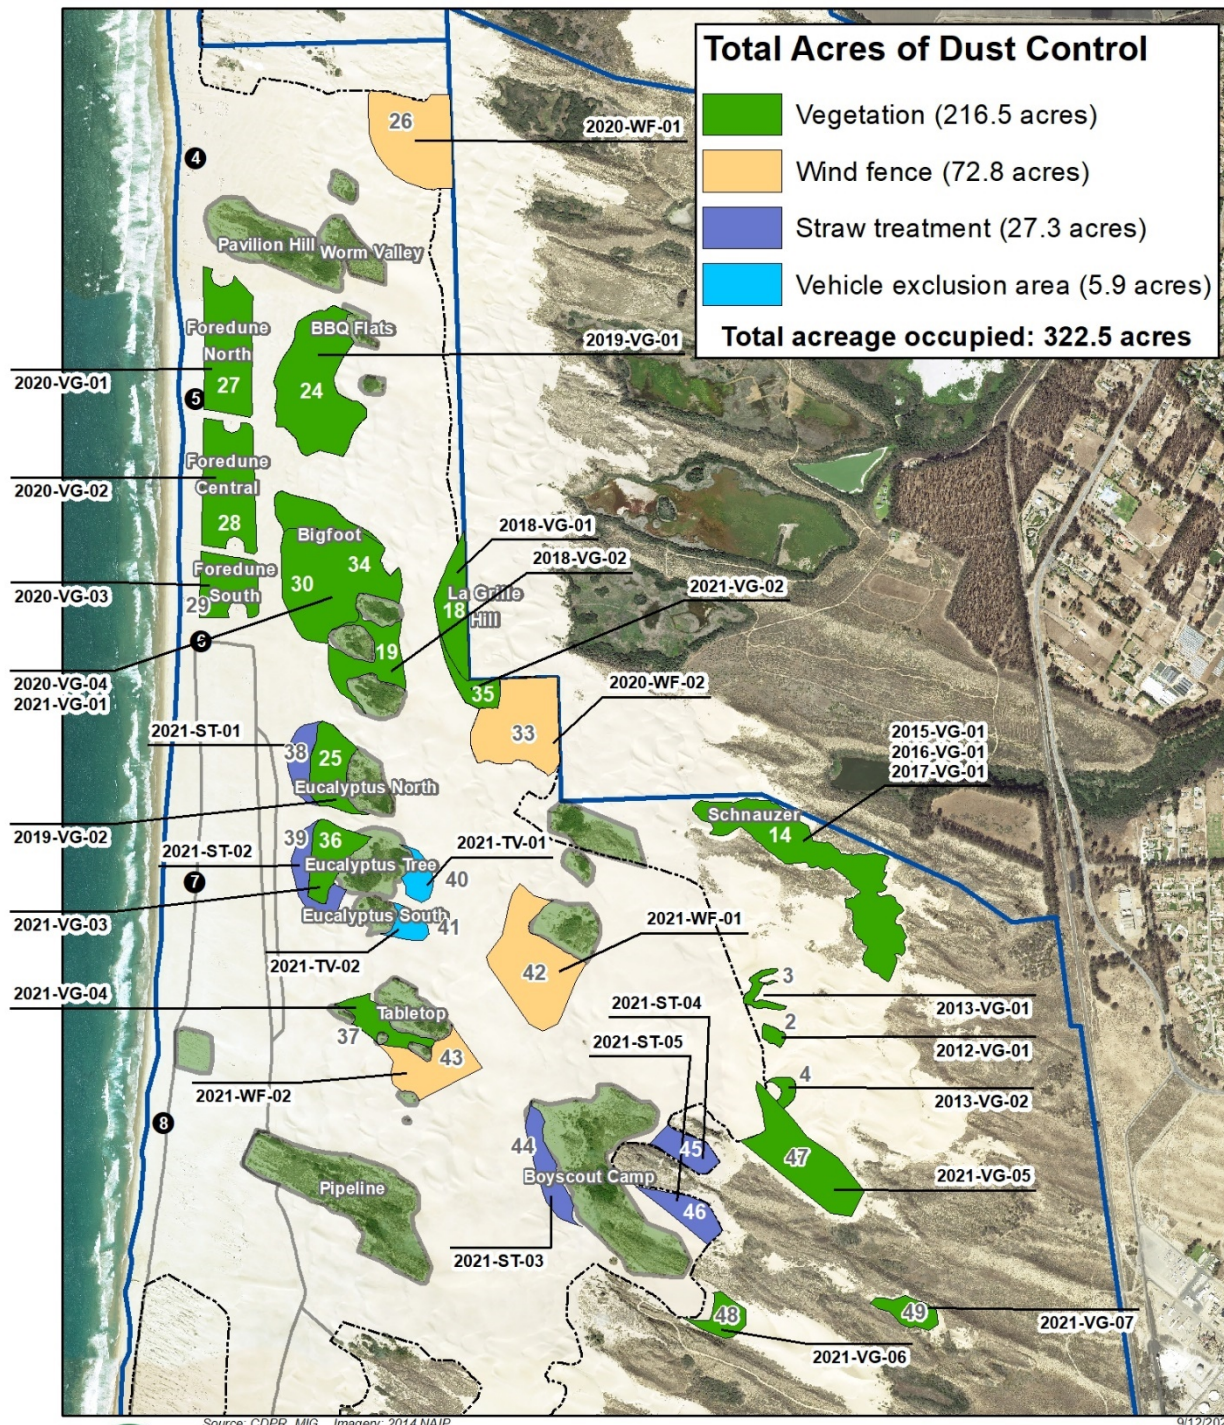 Total Acres of Dust Control
Vegetation (216.5 acres)
Wind fence (72.8 acres)
Straw treatment (27.3 acres)
Vehicle exclusion area (5.9 acres)
Total acreage occupied: 322.5 acres
26
2020-WF-01
4
Pavilion Hill
Worm Valley
Foredune
North
27
BBQ Flats
2019-VG-01
24
2020-VG-01
5
Foredune
Central
28
2020-VG-02
Bigfoot
34
30
2018-VG-01
2018-VG-02
2021-VG-02
Foredune
South
29
2020-VG-03
La Grille
Hill
18
6
19
2020-VG-04
2021-VG-01
35
2020-WF-02
33
2021-ST-01
38
25
Eucalyptus North
2015-VG-01
2016-VG-01
2017-VG-01
Schnauzer
14
2019-VG-02
2021-ST-02
39
36
Eucalyptus Tree
2021-TV-01
40
7
Eucalyptus South
41
2021-VG-03
2021-WF-01
42
2021-TV-02
2021-VG-04
Tabletop
37
43
2021-ST-04
2021-ST-05
3
2013-VG-01
2
2012-VG-01
2021-WF-02
4
2013-VG-02
8
44
45
47
Pipeline
Boyscout Camp
2021-VG-05
46
2021-ST-03
48
49
2021-VG-07
2021-VG-06
Source: CDPR, MIG Imagery: 2014 NAIP